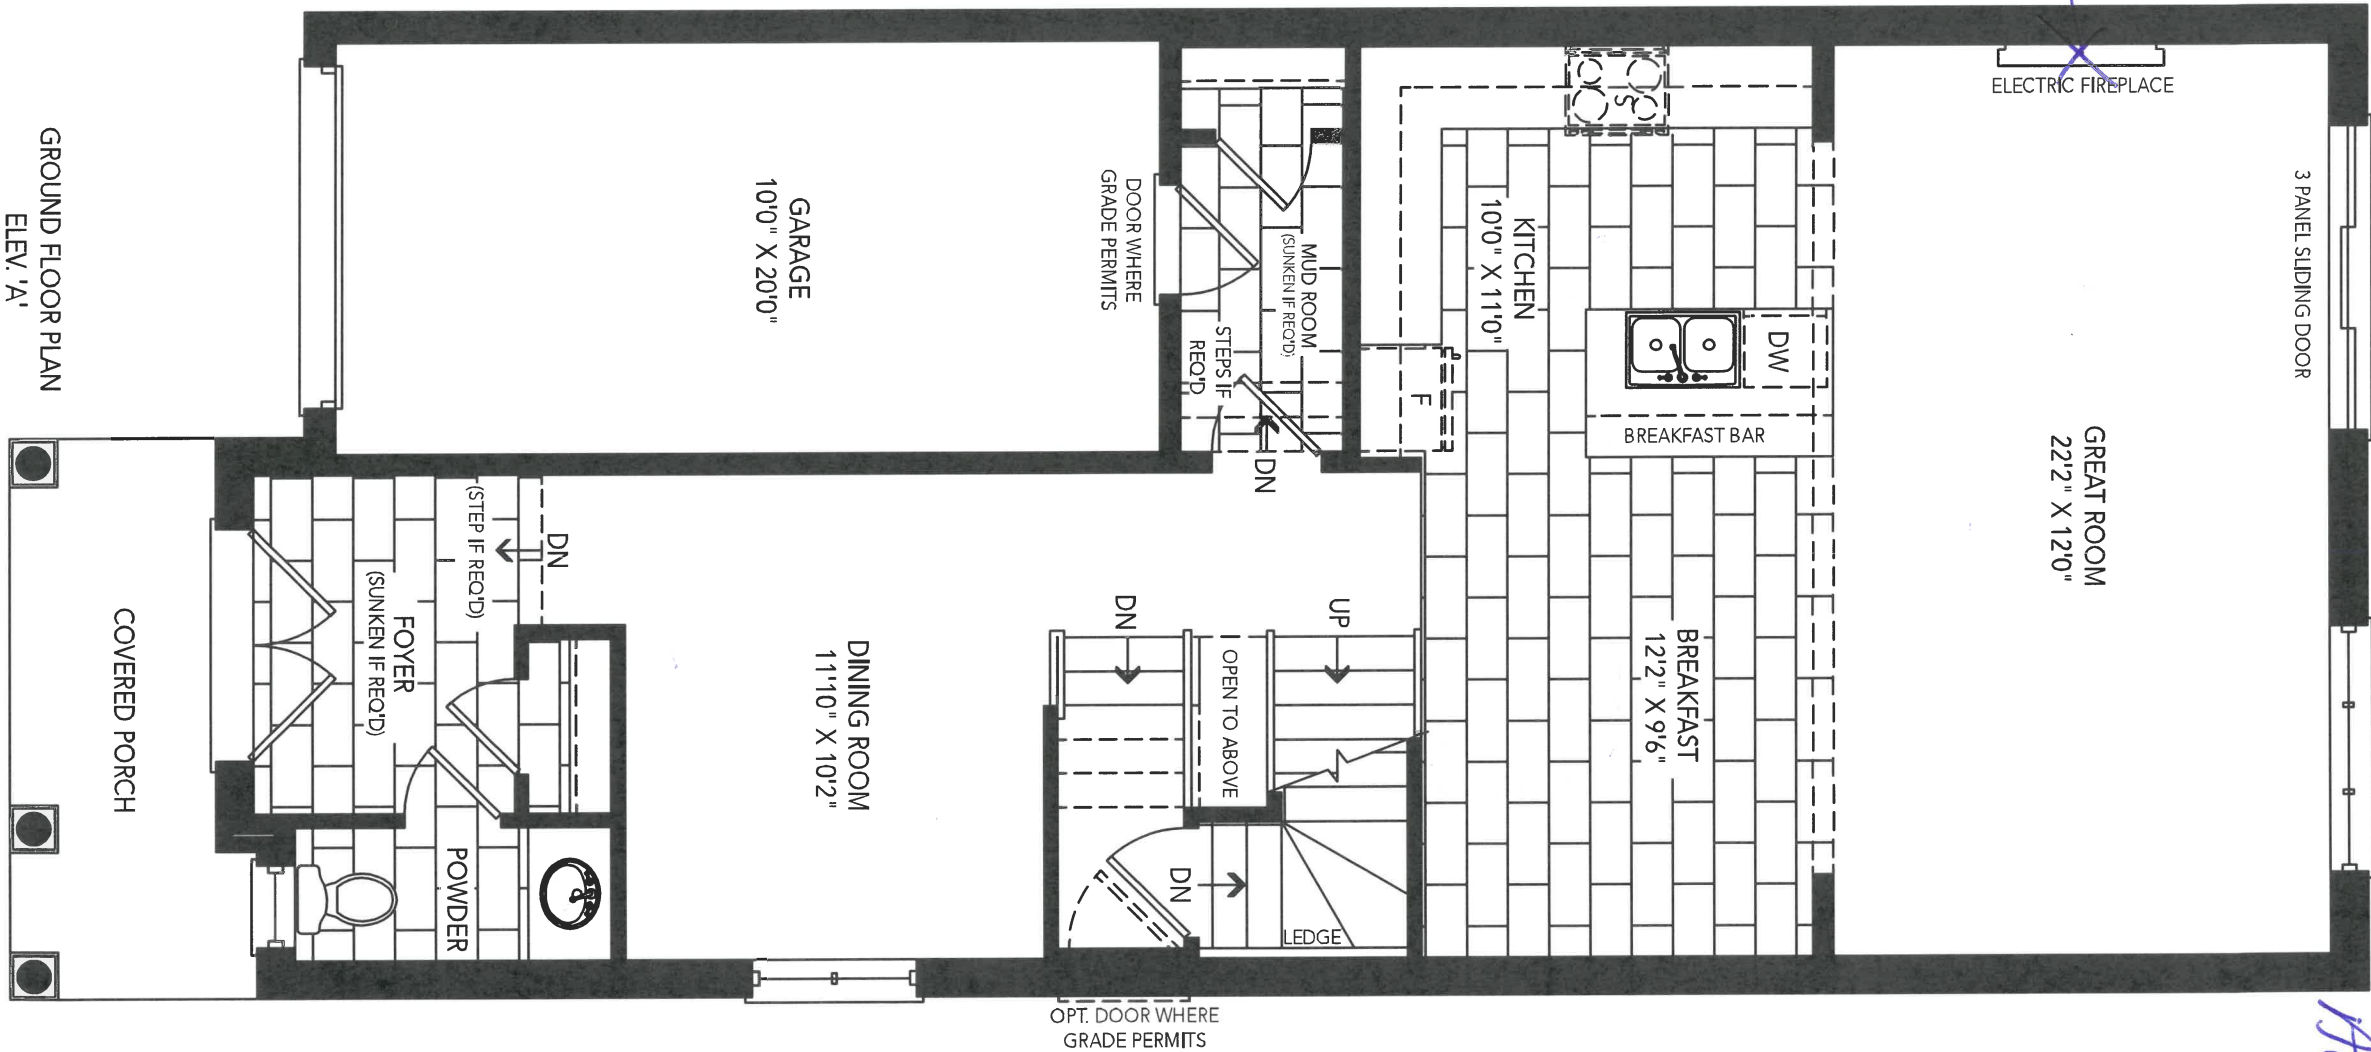 ELECTRIC FIREPLACE
3 PANEL SLIDING DOOR
GREAT ROOM
22'2" X 12'0"
KITCHEN
10'0" X 11'0"
S
DW
BREAKFAST BAR
F
BREAKFAST
12'2" X 9'6"
MUD ROOM
(SUNKEN IF REQ'D)
STEPS IF
REQ'D
DN
DOOR WHERE
GRADE PERMITS
GARAGE
10'0" X 20'0"
UP
OPEN TO ABOVE
DN
DN
LEDGE
DINING ROOM
11'10" X 10'2"
DN
(STEP IF REQ'D)
FOYER
(SUNKEN IF REQ'D)
POWDER
COVERED PORCH
OPT. DOOR WHERE
GRADE PERMITS
GROUND FLOOR PLAN
ELEV. 'A'